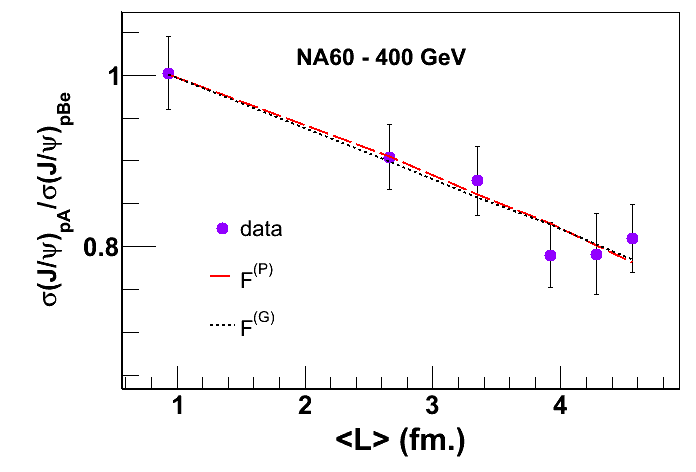 NA60 - 400 GeV
σ(J/ψ)pA/σ(J/ψ)pBe
1
0.8
data
F(P)
F(G)
1 2 3 4
<L> (fm.)